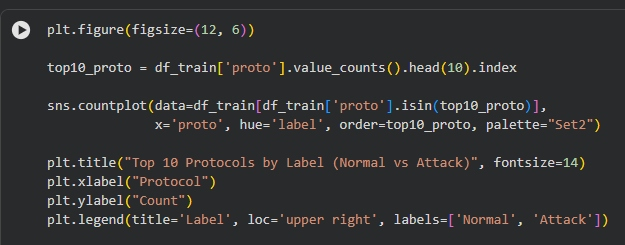 plt.figure(figsize=(12, 6))
top10_proto = df_train['proto'].value_counts().head(10).index
sns.countplot(data=df_train[df_train['proto'].isin(top10_proto)],
              x='proto', hue='label', order=top10_proto, palette="Set2")
plt.title("Top 10 Protocols by Label (Normal vs Attack)", fontsize=14)
plt.xlabel("Protocol")
plt.ylabel("Count")
plt.legend(title='Label', loc='upper right', labels=['Normal', 'Attack'])